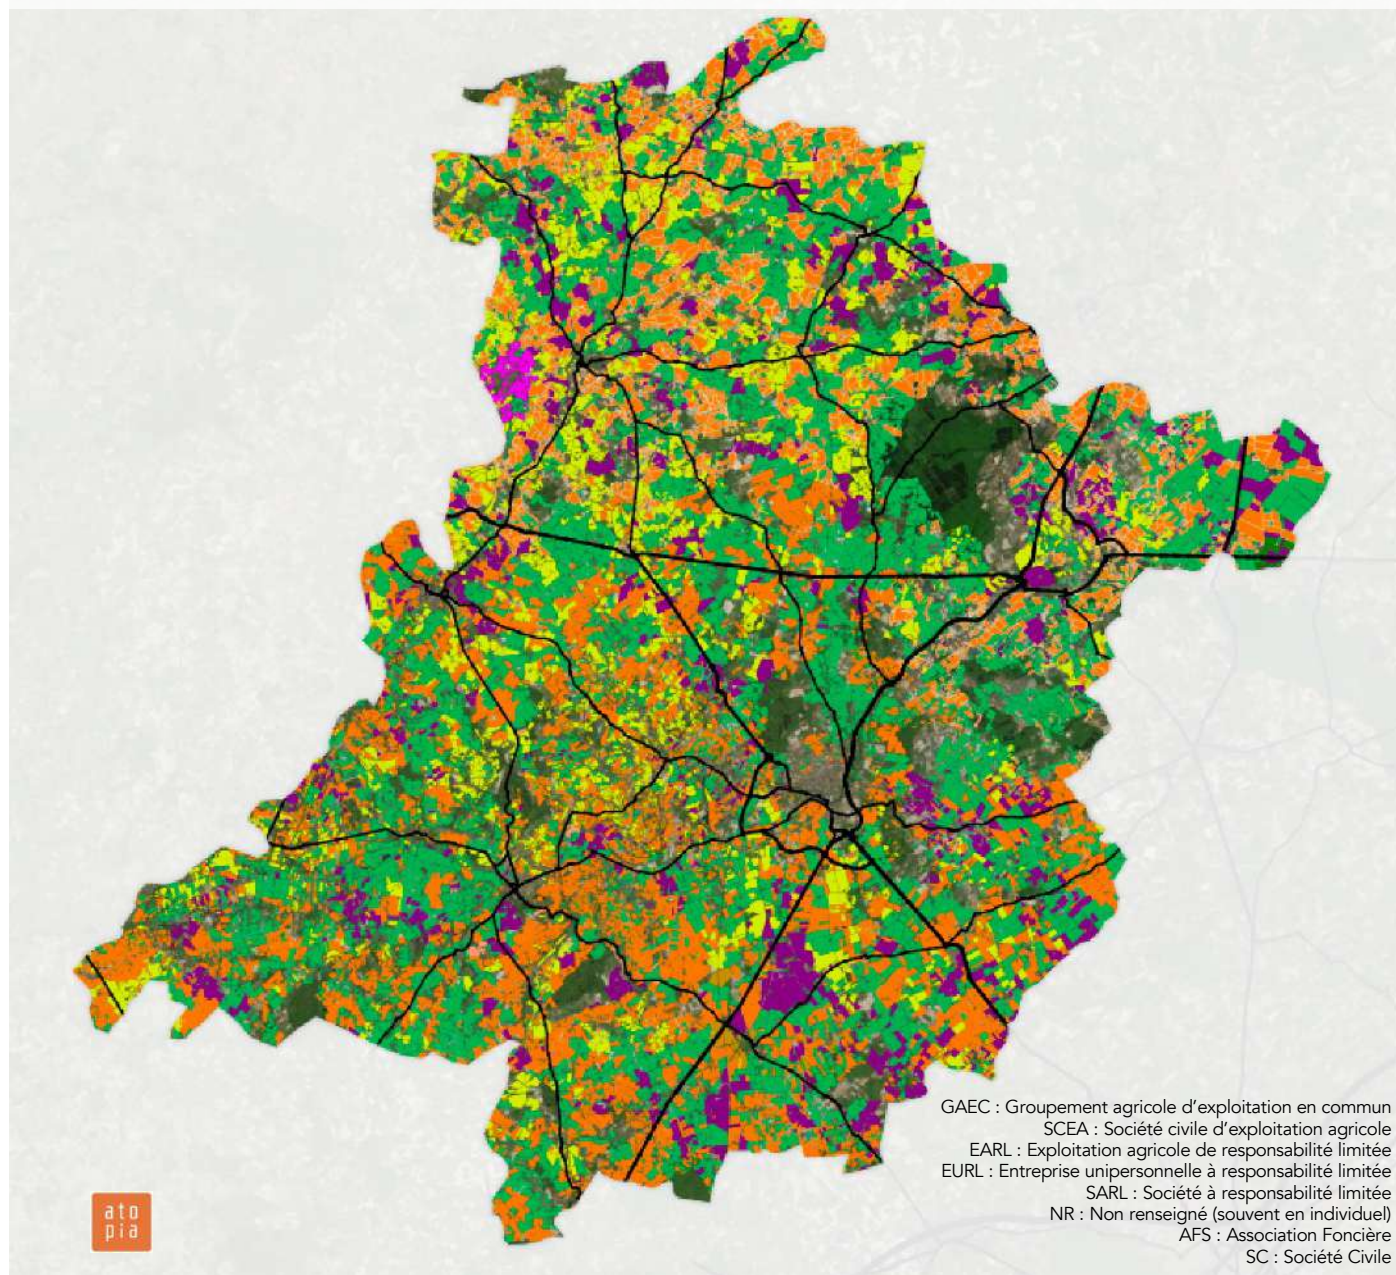 GAEC : Groupement agricole d'exploitation en commun
SCEA : Société civile d'exploitation agricole
EARL : Exploitation agricole de responsabilité limitée
EURL : Entreprise unipersonnelle à responsabilité limitée
SARL : Société à responsabilité limitée
NR : Non renseigné (souvent en individuel)
AFS : Association Foncière
SC : Société Civile
ato
pia